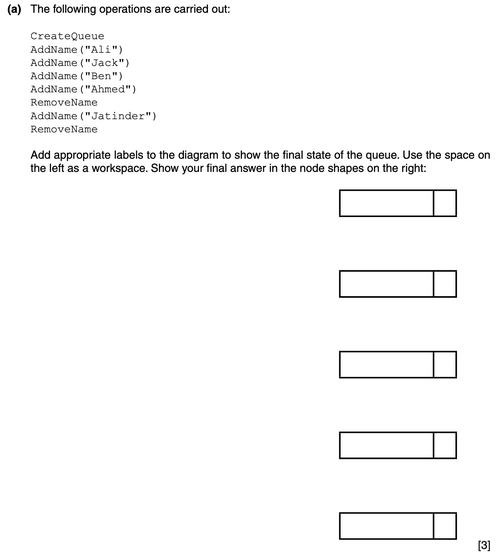 (a) The following operations are carried out:
CreateQueue
AddName("Ali")
AddName("Jack")
AddName("Ben")
AddName("Ahmed")
RemoveName
AddName("Jatinder")
RemoveName
Add appropriate labels to the diagram to show the final state of the queue. Use the space on
the left as a workspace. Show your final answer in the node shapes on the right:
[3]